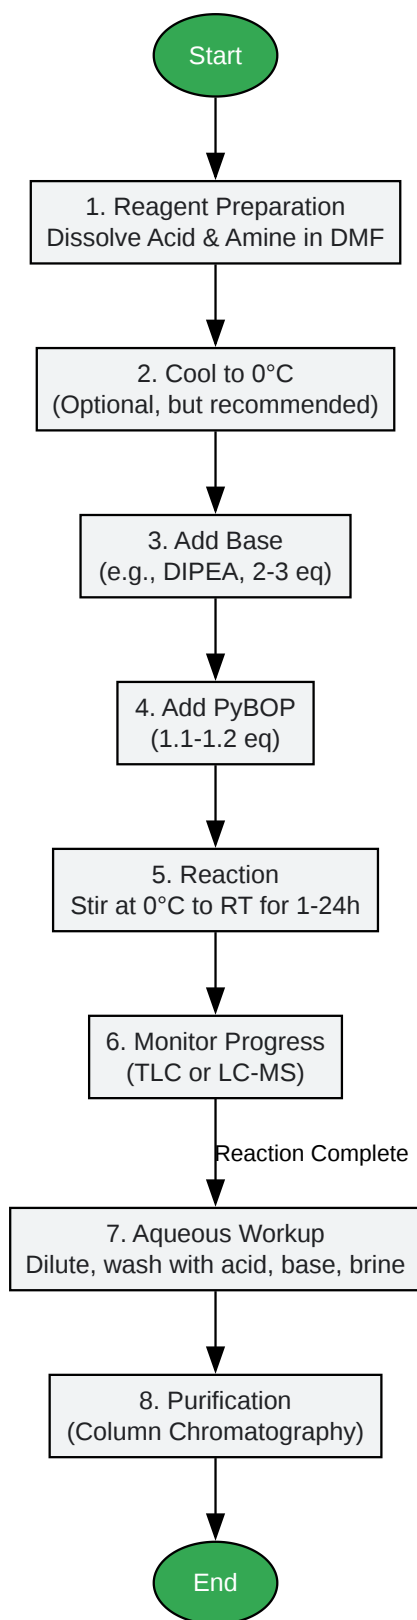 Start
1. Reagent Preparation
Dissolve Acid & Amine in DMF
2. Cool to 0°C
(Optional, but recommended)
3. Add Base
(e.g., DIPEA, 2-3 eq)
4. Add PyBOP
(1.1-1.2 eq)
5. Reaction
Stir at 0°C to RT for 1-24h
6. Monitor Progress
(TLC or LC-MS)
Reaction Complete
7. Aqueous Workup
Dilute, wash with acid, base, brine
8. Purification
(Column Chromatography)
End